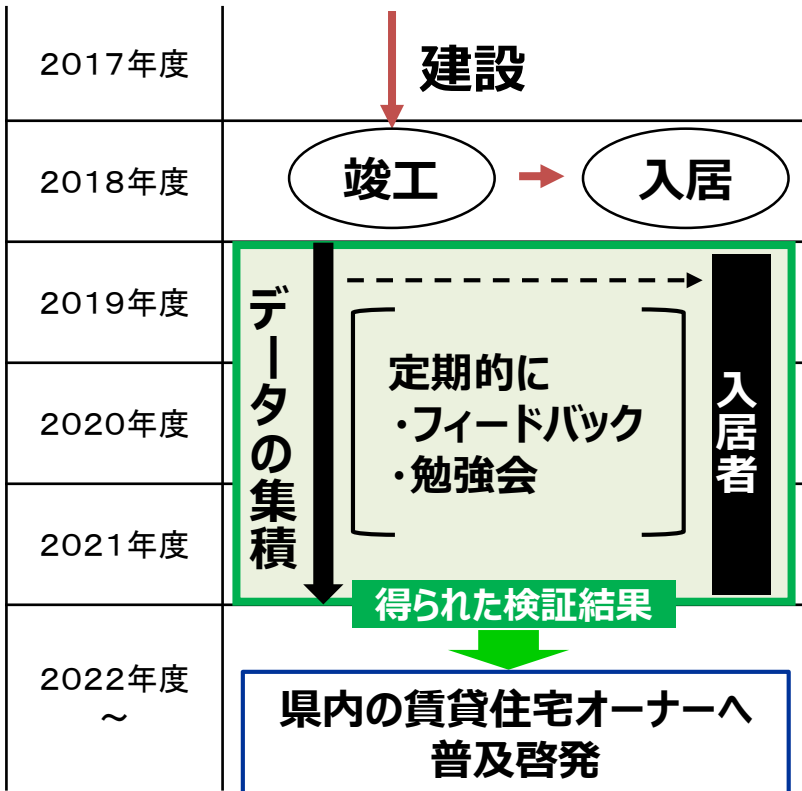 2017年度
建設
2018年度
竣工
入居
2019年度
2020年度
2021年度
データの集積
定期的に
・フィードバック
・勉強会
入居者
得られた検証結果
2022年度
～
県内の賃貸住宅オーナーへ
普及啓発